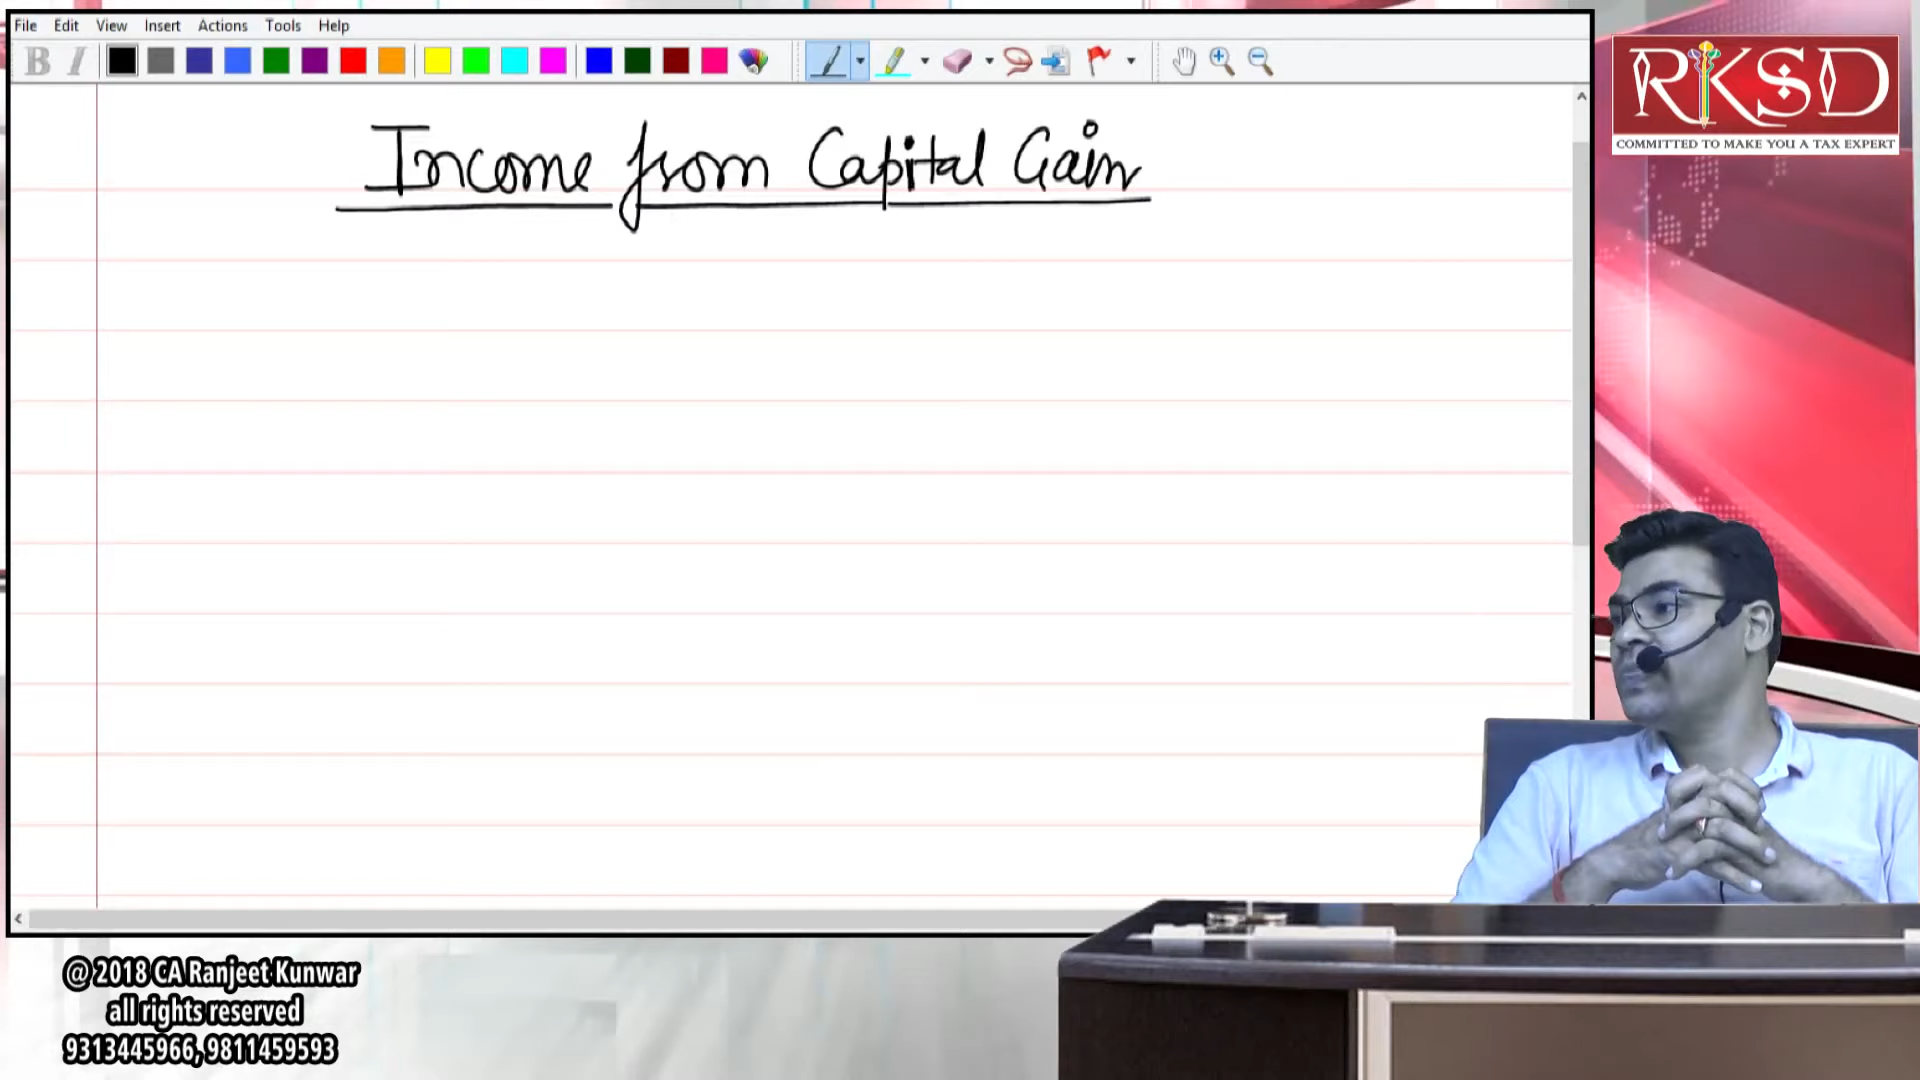 File Edit View Insert Actions Tools Help
B I
Income from Capital Gain
RKSD
COMMITTED TO MAKE YOU A TAX EXPERT
@ 2018 CA Ranjeet Kunwar
all rights reserved
9313445966, 9811459593